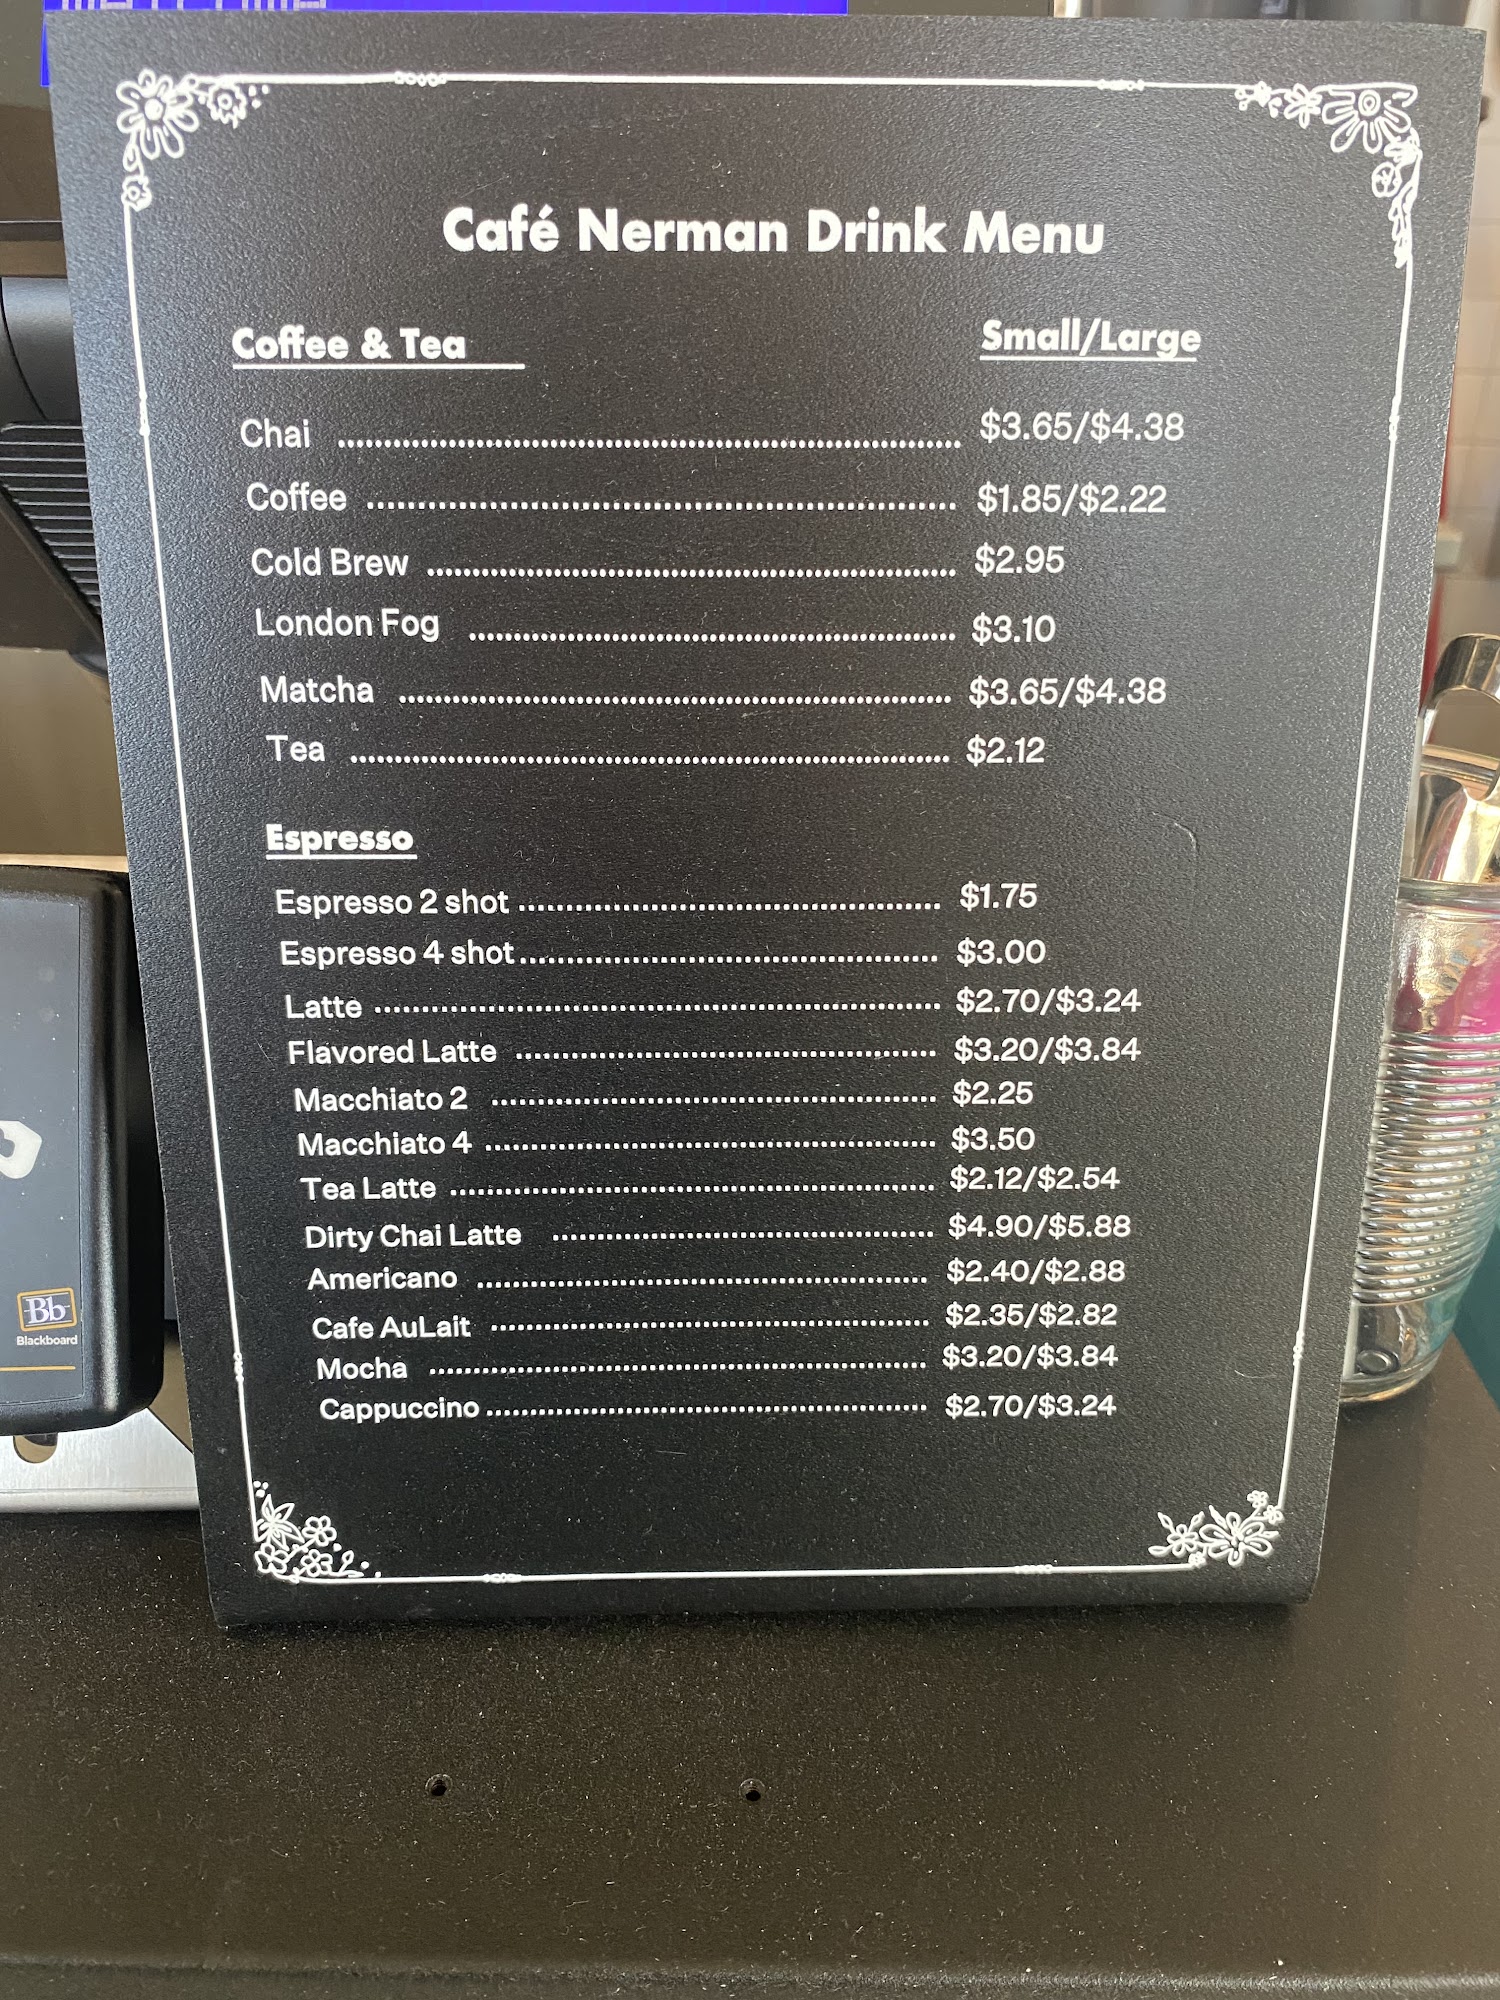 Café Nerman Drink Menu
Coffee & Tea Small/Large
Chai $3.65/$4.38
Coffee $1.85/$2.22
Cold Brew $2.95
London Fog $3.10
Matcha $3.65/$4.38
Tea $2.12
Espresso
Espresso 2 shot $1.75
Espresso 4 shot $3.00
Latte $2.70/$3.24
Flavored Latte $3.20/$3.84
Macchiato 2 $2.25
Macchiato 4 $3.50
Tea Latte $2.12/$2.54
Dirty Chai Latte $4.90/$5.88
Americano $2.40/$2.88
Cafe AuLait $2.35/$2.82
Mocha $3.20/$3.84
Cappuccino $2.70/$3.24
Bb
Blackboard